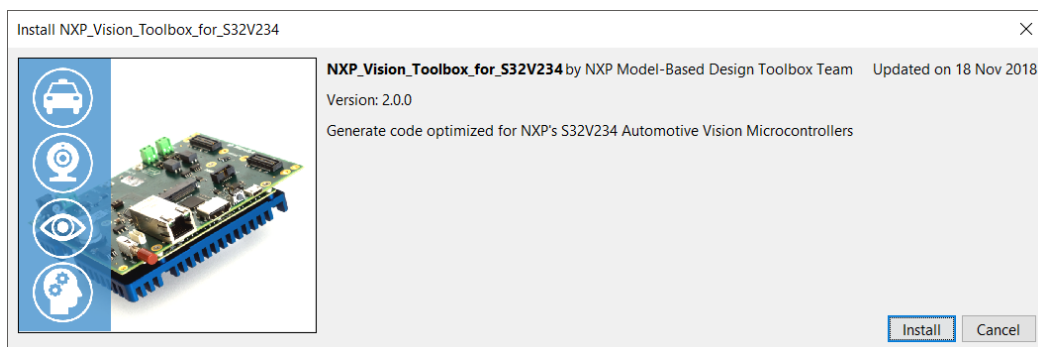 Install NXP_Vision_Toolbox_for_S32V234
NXP_Vision_Toolbox_for_S32V234 by NXP Model-Based Design Toolbox Team Updated on 18 Nov 2018
Version: 2.0.0
Generate code optimized for NXP's S32V234 Automotive Vision Microcontrollers
Install Cancel